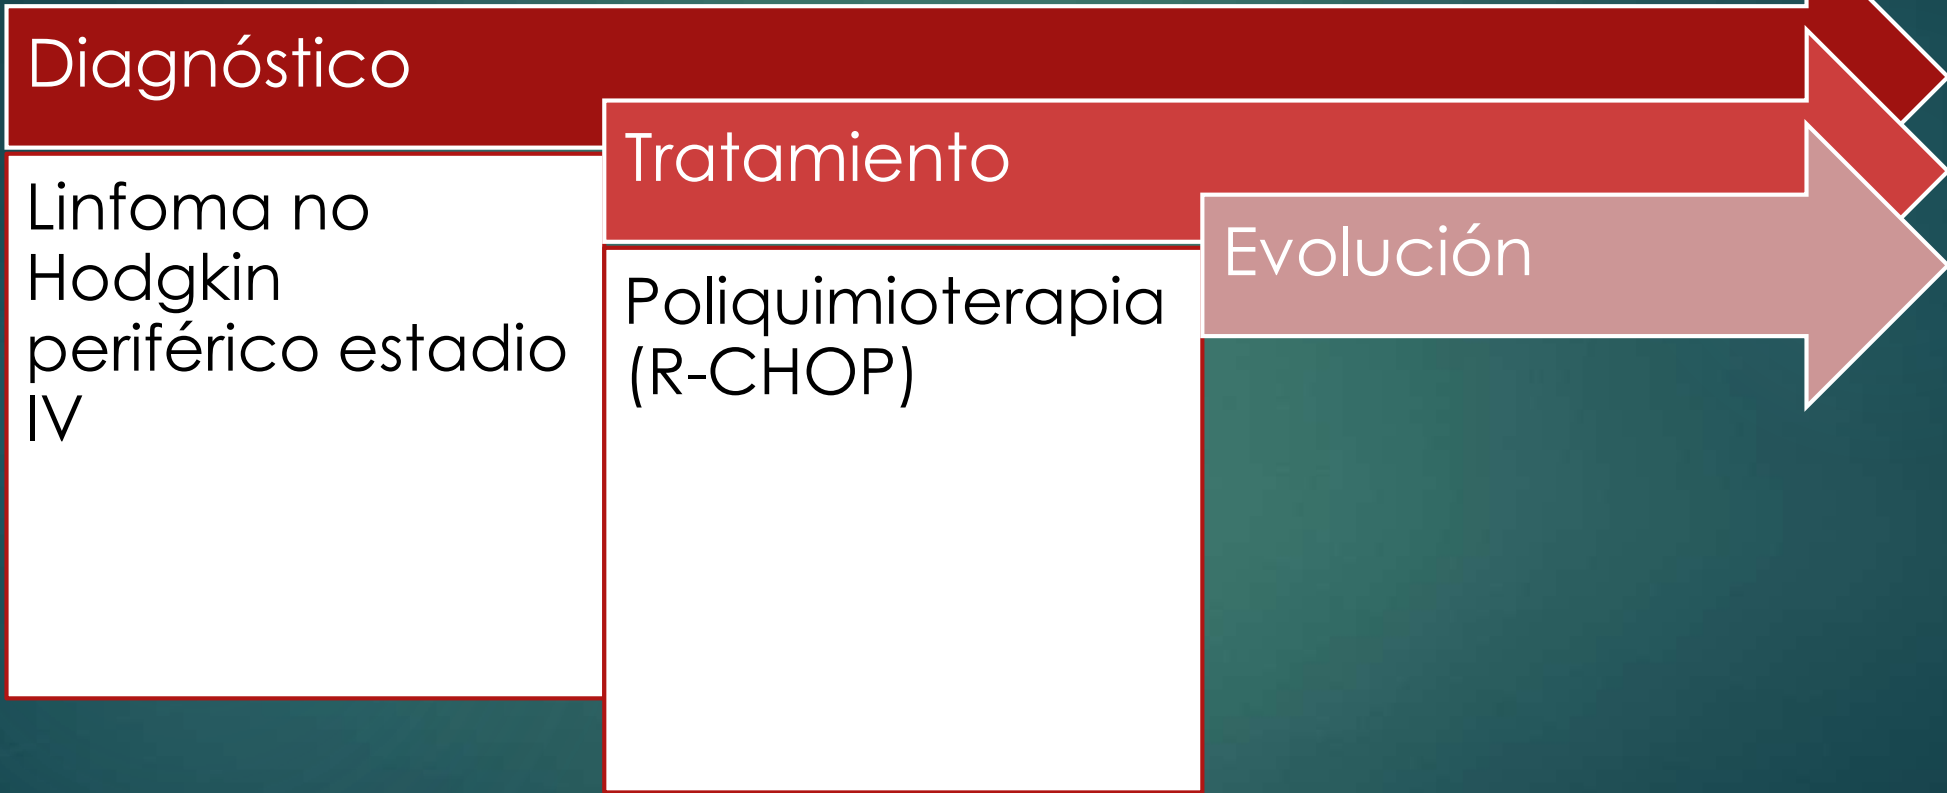 Diagnóstico
Linfoma no
Hodgkin
periférico estadio
IV
Tratamiento
Poliquimioterapia
(R-CHOP)
Evolución